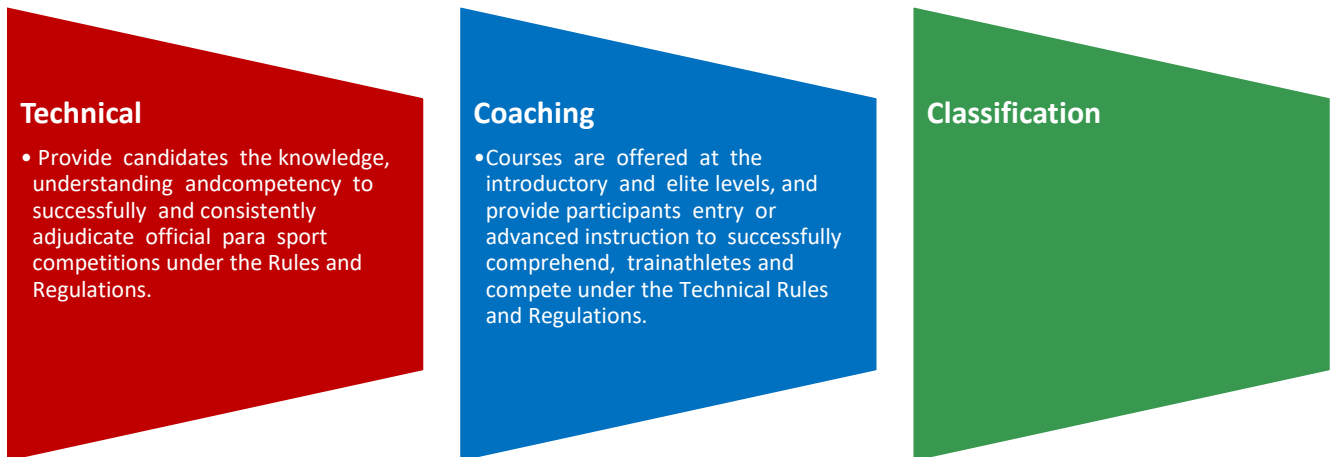 Technical
• Provide candidates the knowledge,
understanding andcompetency to
successfully and consistently
adjudicate official para sport
competitions under the Rules and
Regulations.
Coaching
•Courses are offered at the
introductory and elite levels, and
provide participants entry or
advanced instruction to successfully
comprehend, trainathletes and
compete under the Technical Rules
and Regulations.
Classification